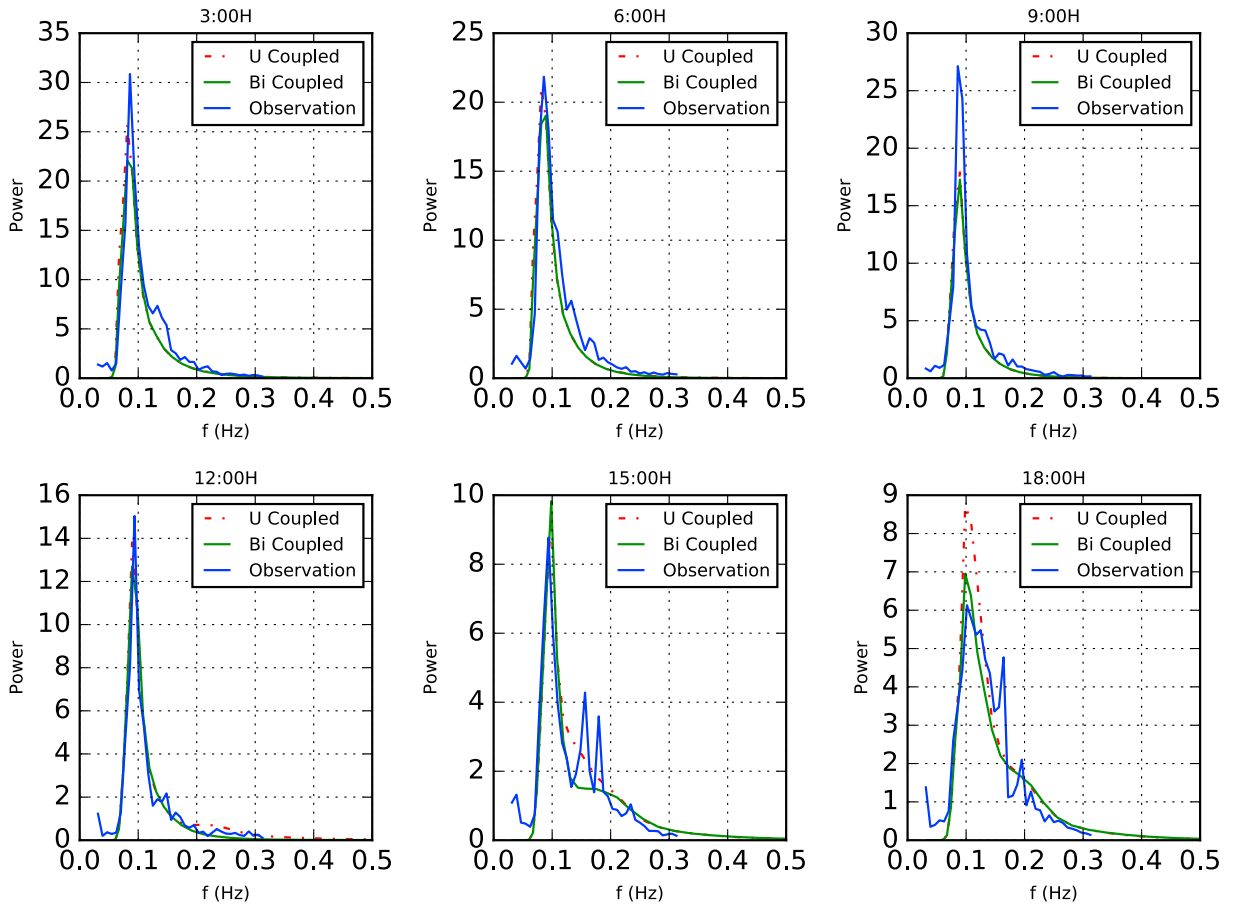 3:00H
35
30
25
20
15
10
5
0
Power
U Coupled
Bi Coupled
Observation
0.0 0.1 0.2 0.3 0.4 0.5
f (Hz)
6:00H
25
20
15
10
5
0
Power
U Coupled
Bi Coupled
Observation
0.0 0.1 0.2 0.3 0.4 0.5
f (Hz)
9:00H
30
25
20
15
10
5
0
Power
U Coupled
Bi Coupled
Observation
0.0 0.1 0.2 0.3 0.4 0.5
f (Hz)
12:00H
16
14
12
10
8
6
4
2
0
Power
U Coupled
Bi Coupled
Observation
0.0 0.1 0.2 0.3 0.4 0.5
f (Hz)
15:00H
10
8
6
4
2
0
Power
U Coupled
Bi Coupled
Observation
0.0 0.1 0.2 0.3 0.4 0.5
f (Hz)
18:00H
9
8
7
6
5
4
3
2
1
0
Power
U Coupled
Bi Coupled
Observation
0.0 0.1 0.2 0.3 0.4 0.5
f (Hz)